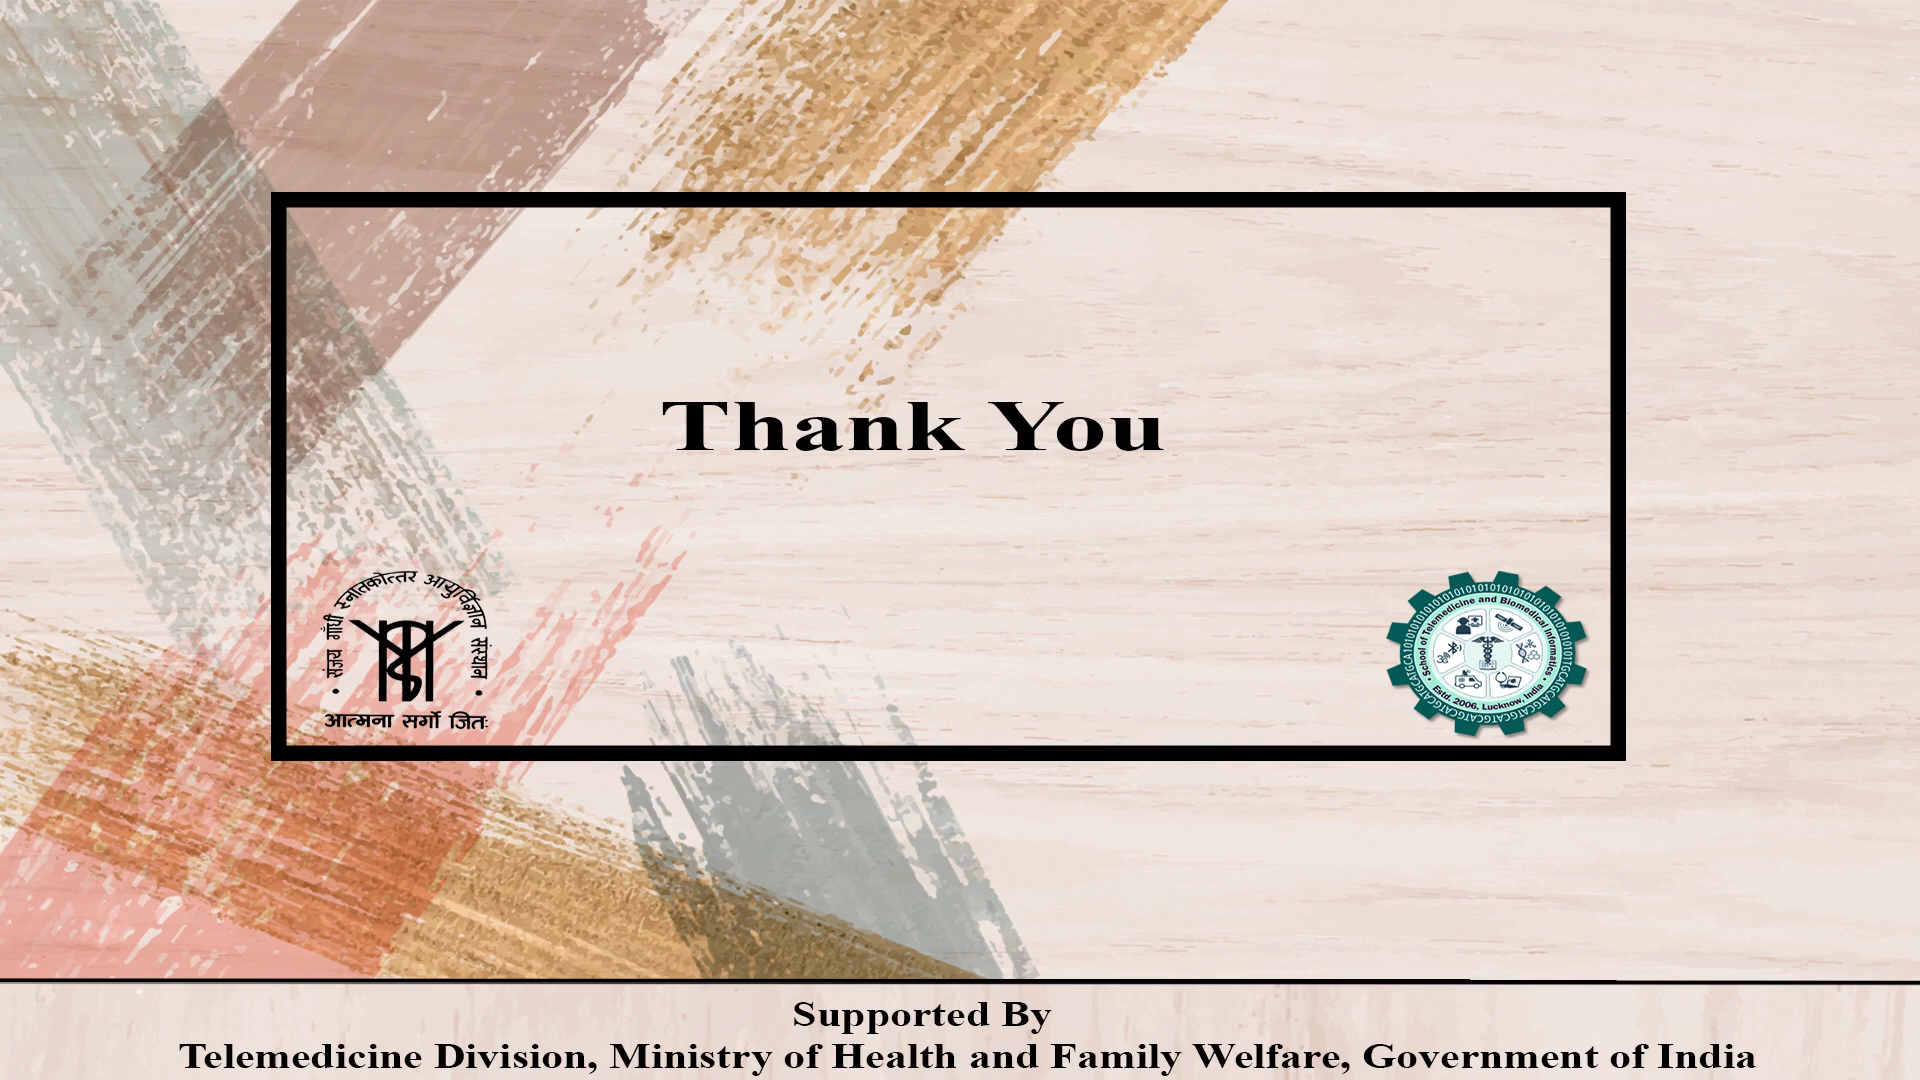 Thank You
संजय गाँधी स्नातकोत्तर आयुर्विज्ञान संस्थान
आत्मना सर्गो जितः
School of Telemedicine and Biomedical Informatics
Estd. 2006, Lucknow, India
Supported By
Telemedicine Division, Ministry of Health and Family Welfare, Government of India